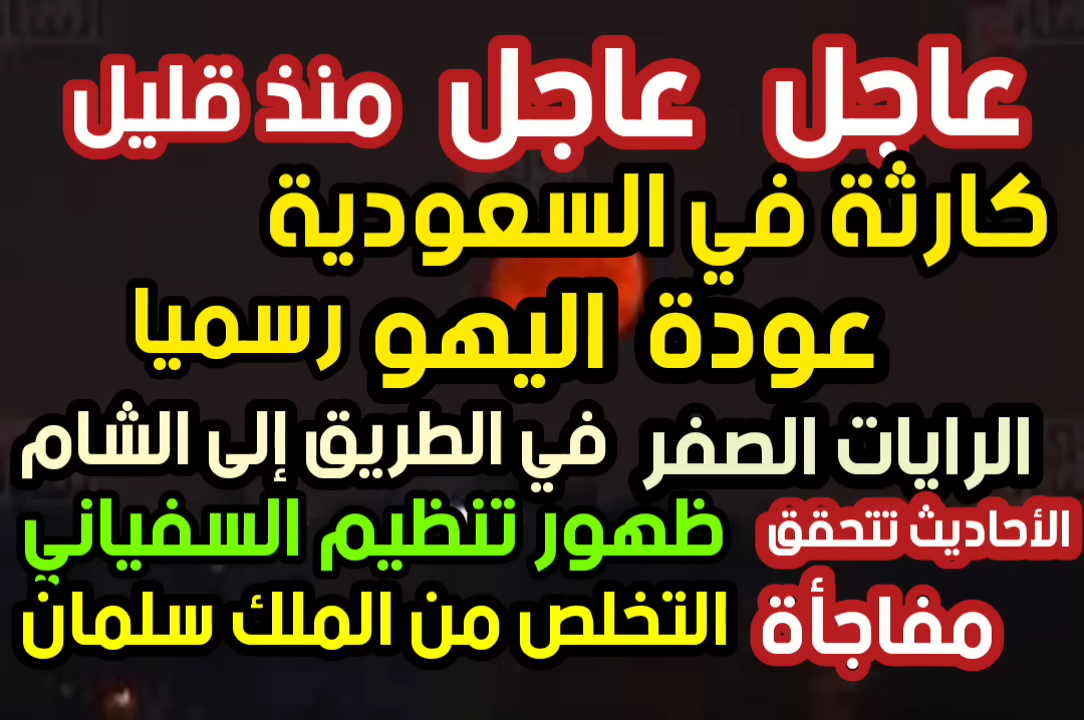 عاجل عاجل منذ قليل
كارثة في السعودية
عودة اليهو رسميا
الرايات الصفر في الطريق إلى الشام
الأحاديث تتحقق ظهور تنظيم السفياني
مفاجأة التخلص من الملك سلمان